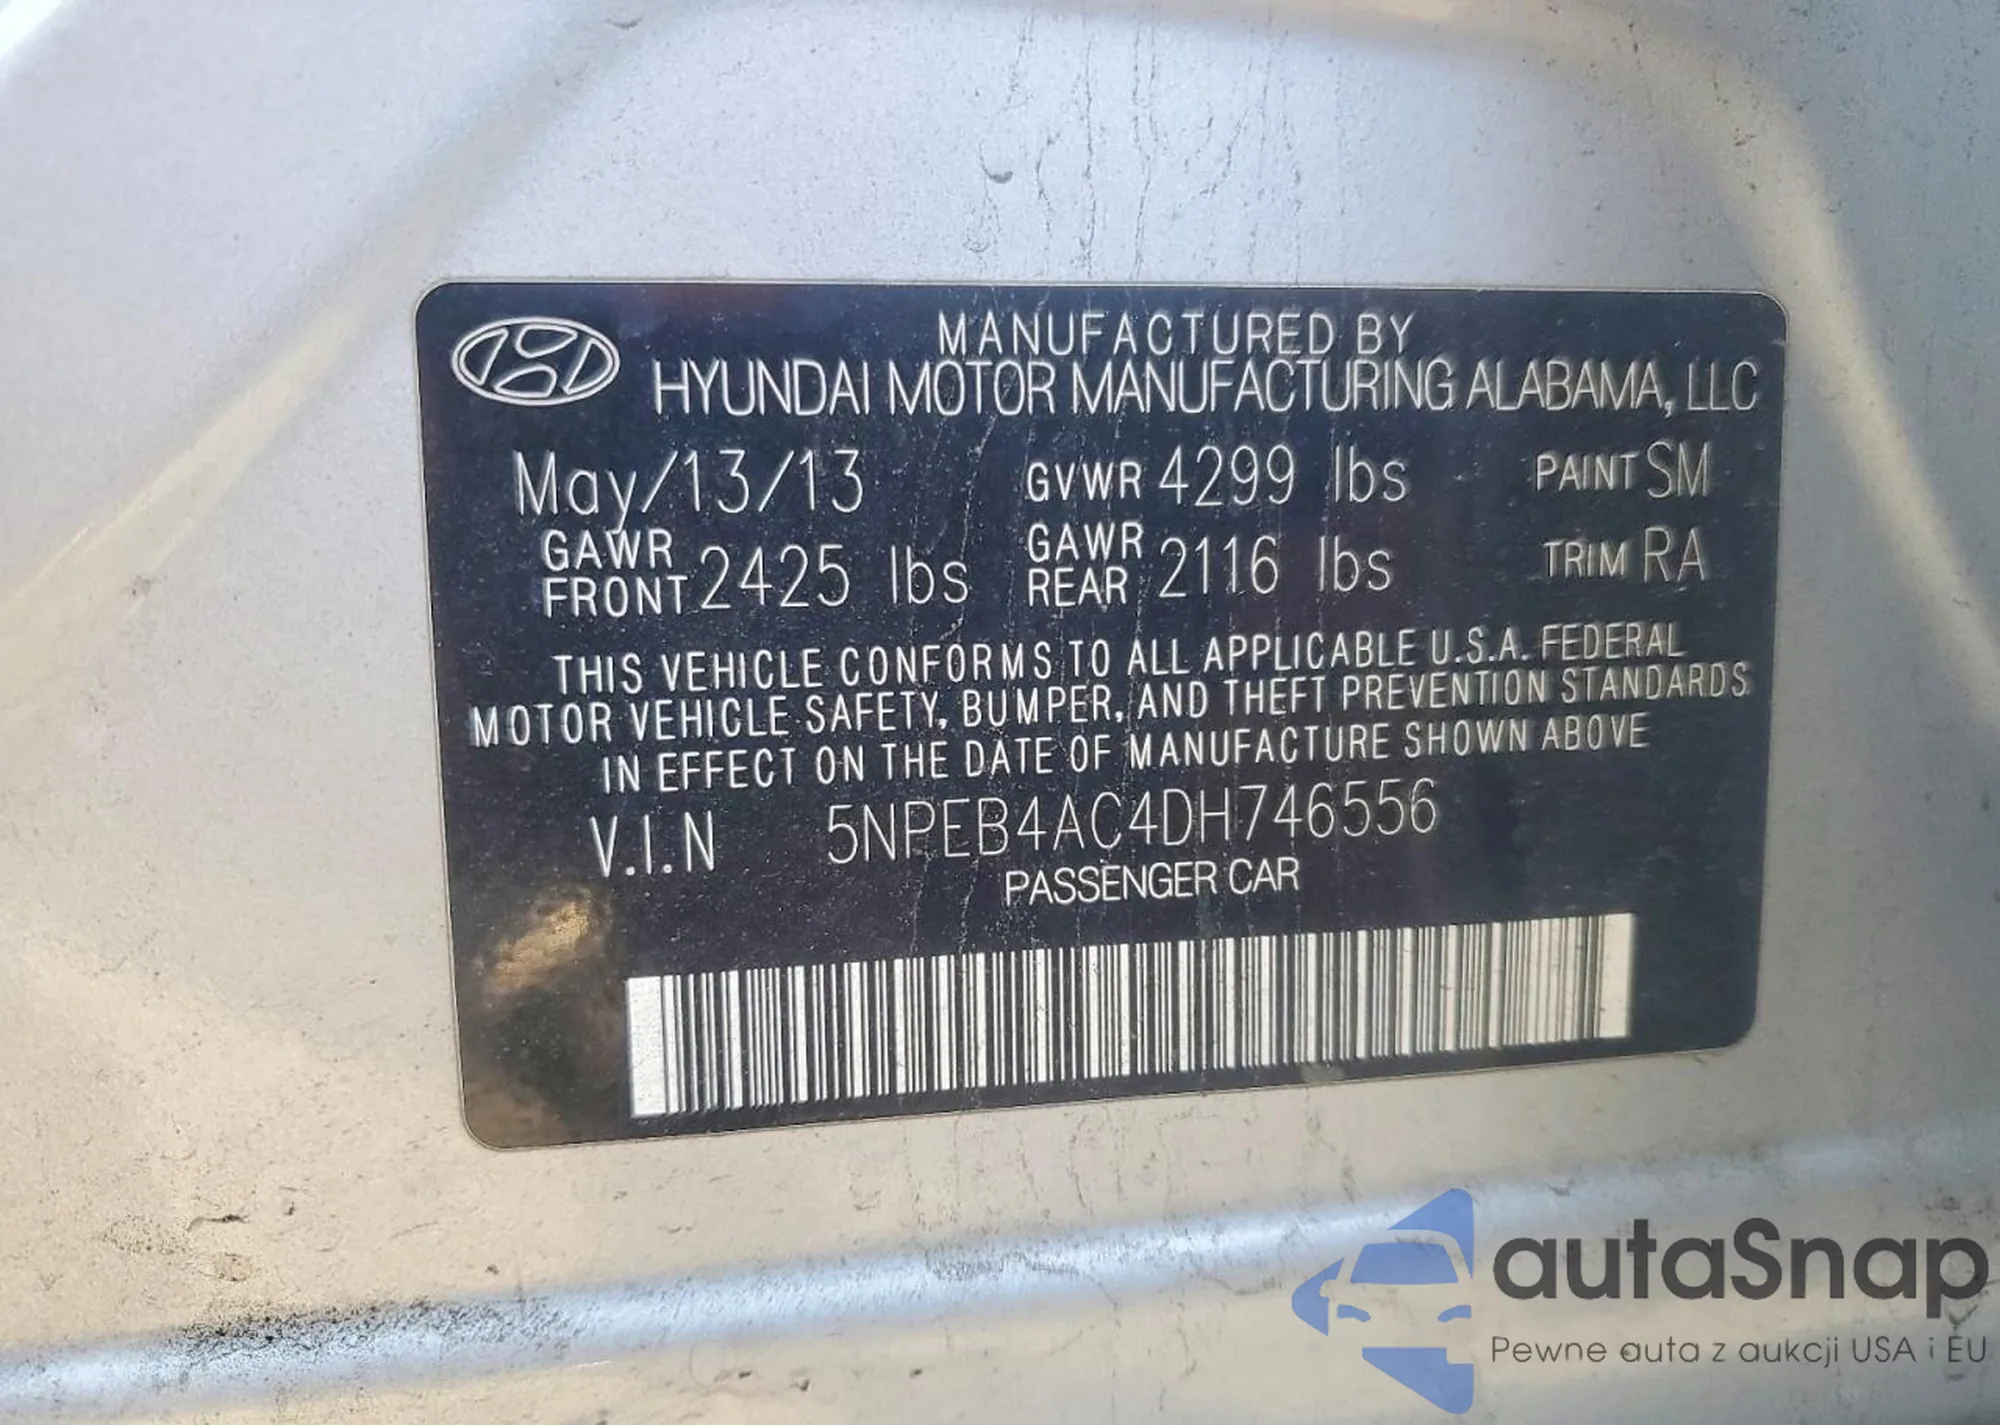 MANUFACTURED BY
HYUNDAI MOTOR MANUFACTURING ALABAMA, LLC
May/13/13 GVWR 4299 lbs PAINT SM
GAWR FRONT 2425 lbs GAWR REAR 2116 lbs TRIM RA
THIS VEHICLE CONFORMS TO ALL APPLICABLE U.S.A. FEDERAL
MOTOR VEHICLE SAFETY, BUMPER, AND THEFT PREVENTION STANDARDS
IN EFFECT ON THE DATE OF MANUFACTURE SHOWN ABOVE
V.I.N 5NPEB4AC4DH746556
PASSENGER CAR
autaSnap
Pewne auta z aukcji USA i EU